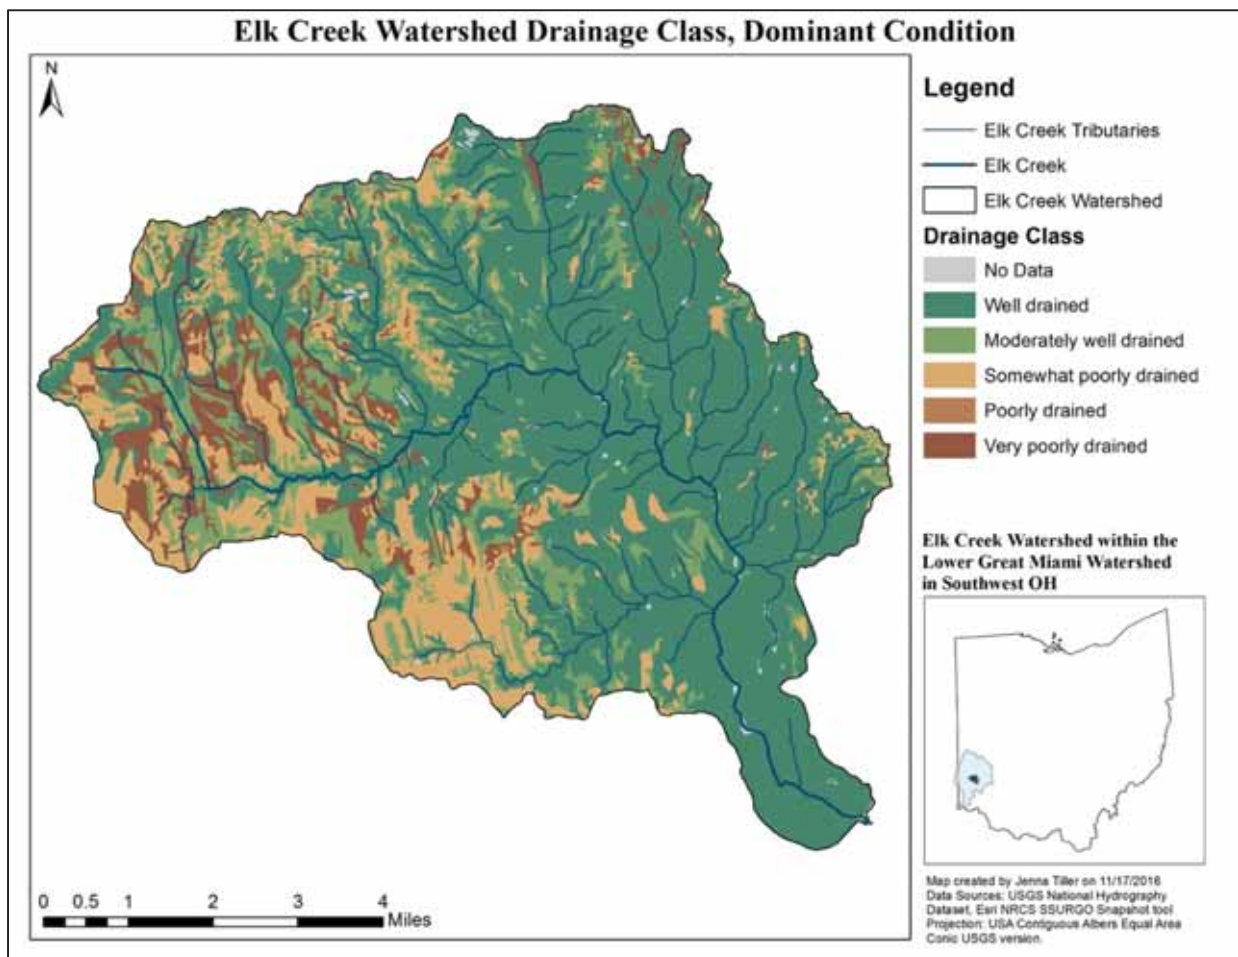 Elk Creek Watershed Drainage Class, Dominant Condition
N
Legend
Elk Creek Tributaries
Elk Creek
Elk Creek Watershed
Drainage Class
No Data
Well drained
Moderately well drained
Somewhat poorly drained
Poorly drained
Very poorly drained
Elk Creek Watershed within the
Lower Great Miami Watershed
in Southwest OH
Map created by Jenna Tiller on 11/17/2016
Data Sources: USGS National Hydrography
Dataset, Esri NRCS SSURGO Snapshot tool
Projection: USA Contiguous Albers Equal Area
Conic USGS version.
0 0.5 1 2 3 4
Miles